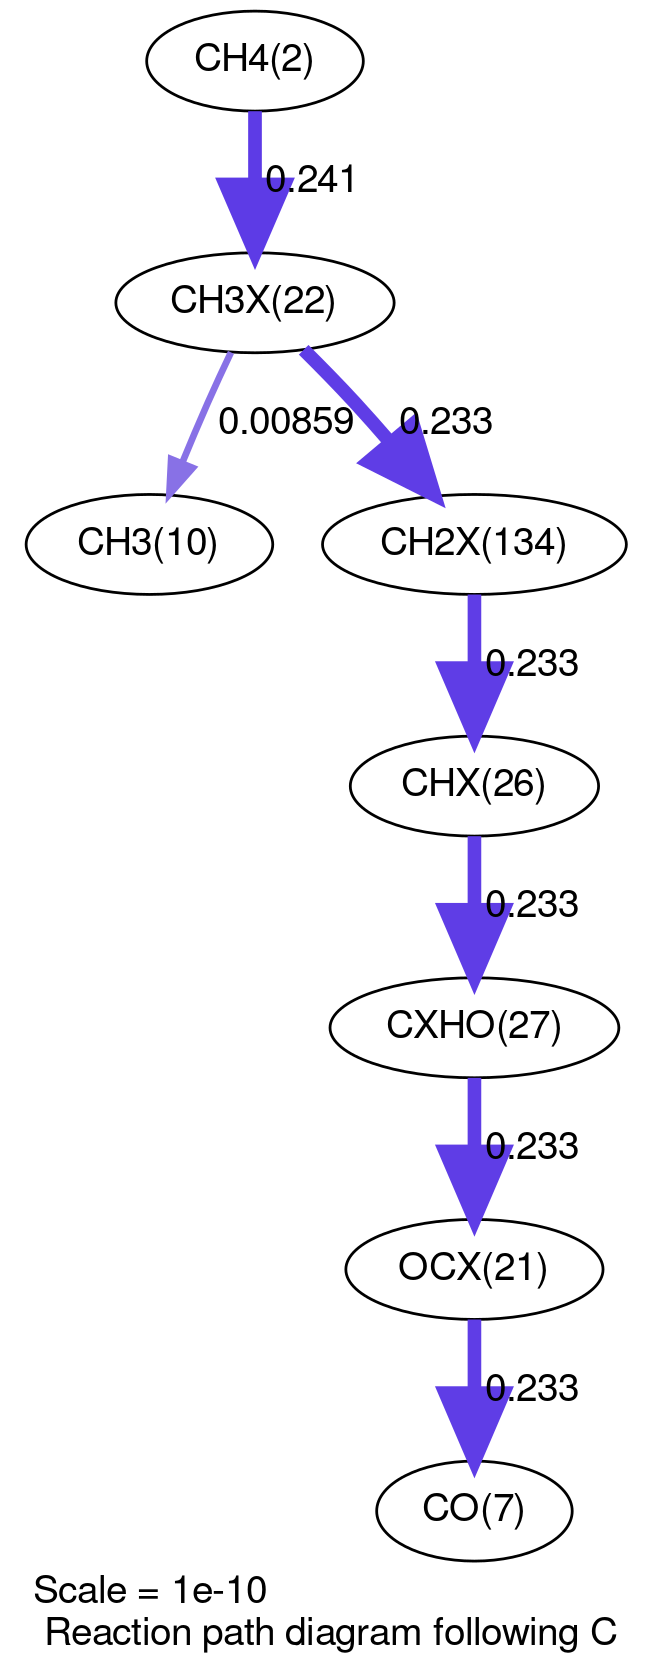 CH4(2)
0.241
CH3X(22)
0.00859
0.233
CH3(10)
CH2X(134)
0.233
CHX(26)
0.233
CXHO(27)
0.233
OCX(21)
0.233
CO(7)
Scale = 1e-10
Reaction path diagram following C